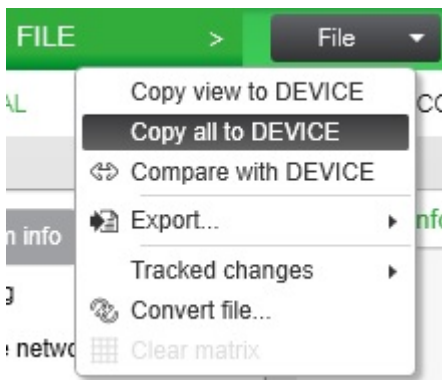 FILE > File
Copy view to DEVICE
Copy all to DEVICE
Compare with DEVICE
Export...
info
Tracked changes
Convert file...
Clear matrix